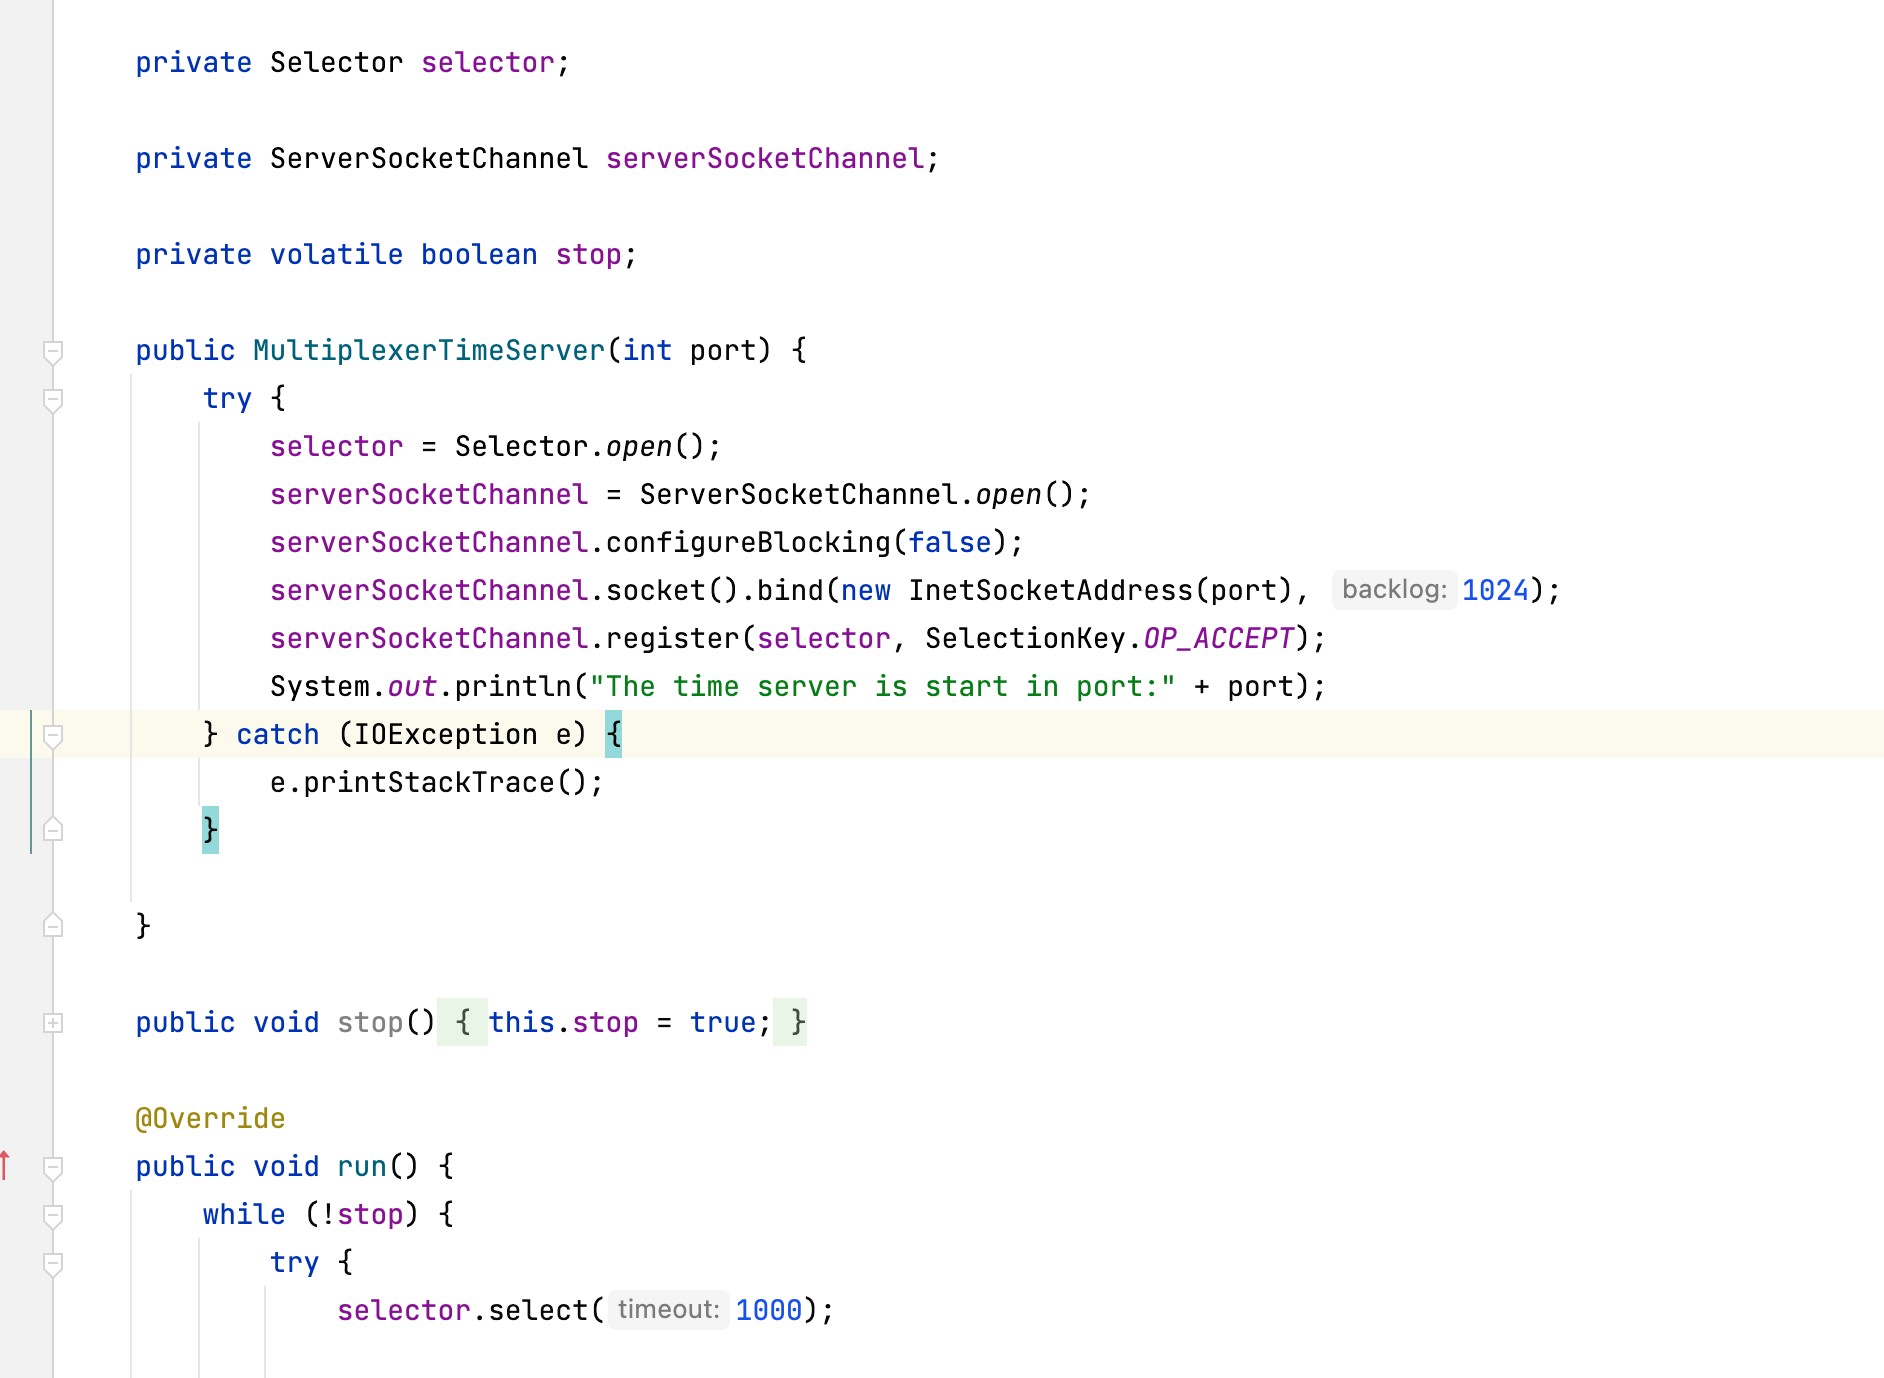 private Selector selector;
private ServerSocketChannel serverSocketChannel;
private volatile boolean stop;
public MultiplexerTimeServer(int port) {
try {
selector = Selector.open();
serverSocketChannel = ServerSocketChannel.open();
serverSocketChannel.configureBlocking(false);
serverSocketChannel.socket().bind(new InetSocketAddress(port), backlog: 1024);
serverSocketChannel.register(selector, SelectionKey.OP_ACCEPT);
System.out.println("The time server is start in port:" + port);
} catch (IOException e) {
e.printStackTrace();
}
}
public void stop() { this.stop = true; }
@Override
public void run() {
while (!stop) {
try {
selector.select( timeout: 1000);